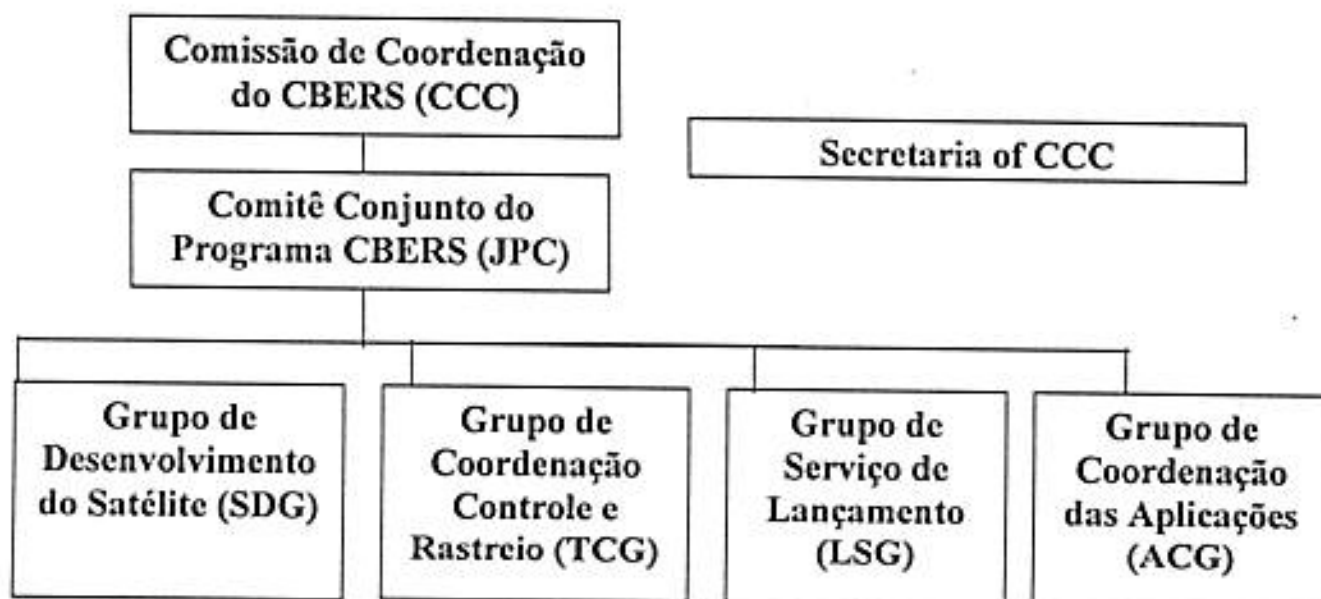 Comissão de Coordenação
do CBERS (CCC)
Secretaria of CCC
Comitê Conjunto do
Programa CBERS (JPC)
Grupo de
Desenvolvimento
do Satélite (SDG)
Grupo de
Coordenação
Controle e
Rastreio (TCG)
Grupo de
Serviço de
Lançamento
(LSG)
Grupo de
Coordenação
das Aplicações
(ACG)